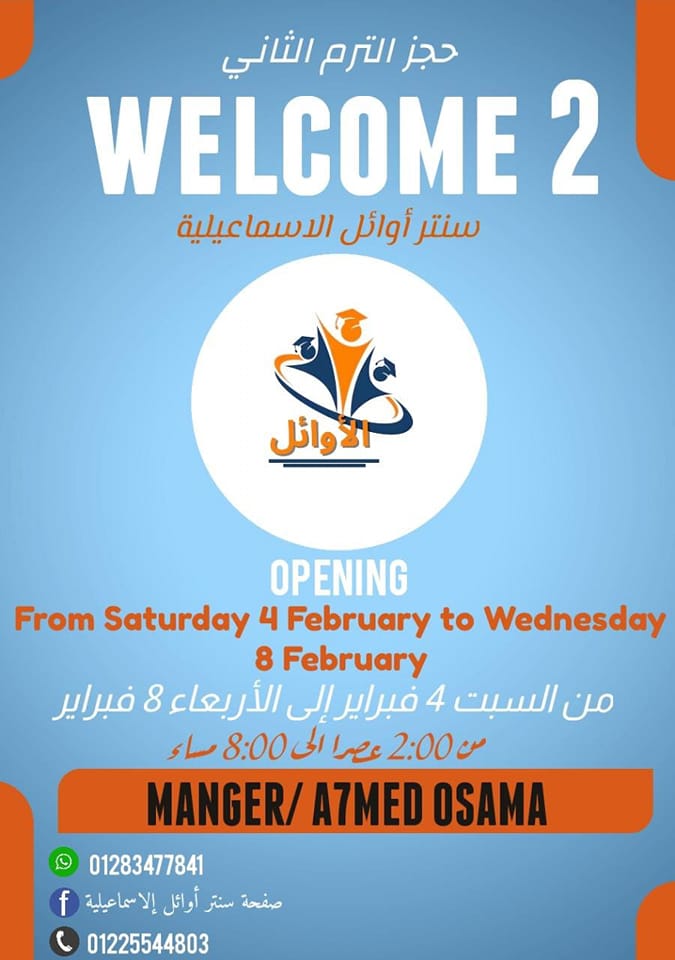 حجز الترم الثاني
WELCOME 2
سنتر أوائل الاسماعيلية
الأوائل
OPENING
From Saturday 4 February to Wednesday
8 February
من السبت 4 فبراير إلى الأربعاء 8 فبراير
من 2:00 عصرا الى 8:00 مساء
MANGER/ A7MED OSAMA
01283477841
صفحة سنتر أوائل إلاسماعيلية
01225544803